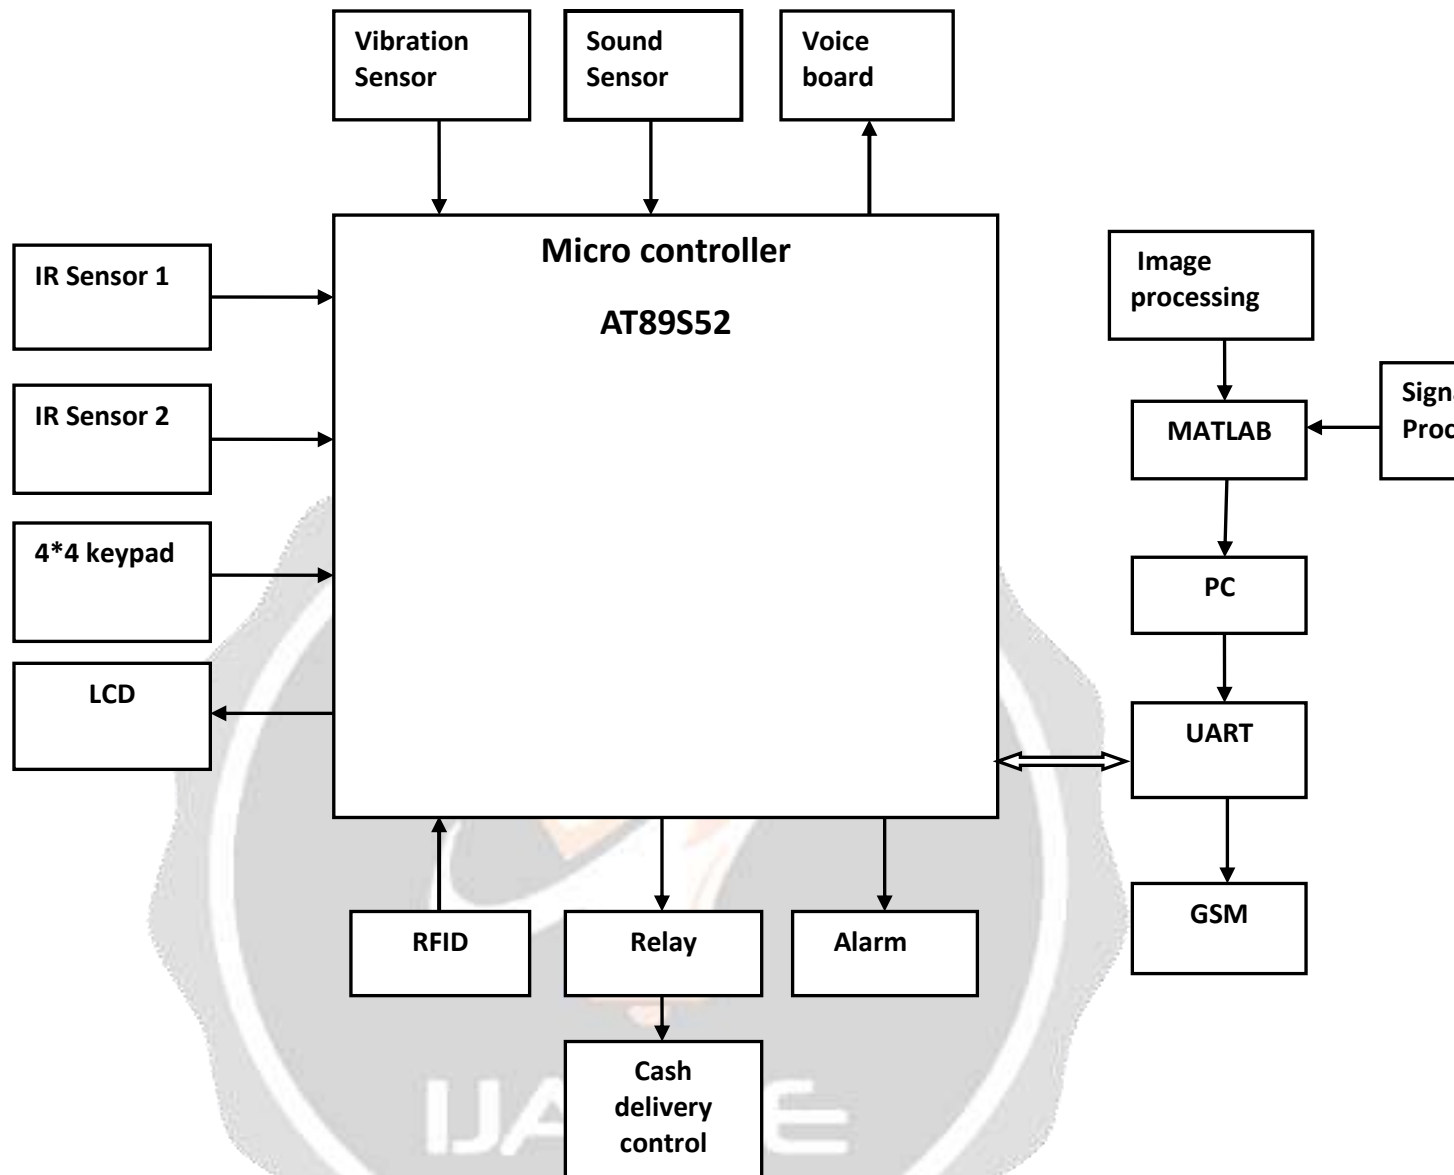 Vibration
Sensor
Sound
Sensor
Voice
board
Micro controller
AT89S52
IR Sensor 1
IR Sensor 2
4*4 keypad
LCD
Image
processing
MATLAB
PC
UART
GSM
RFID
Relay
Alarm
Cash
delivery
control